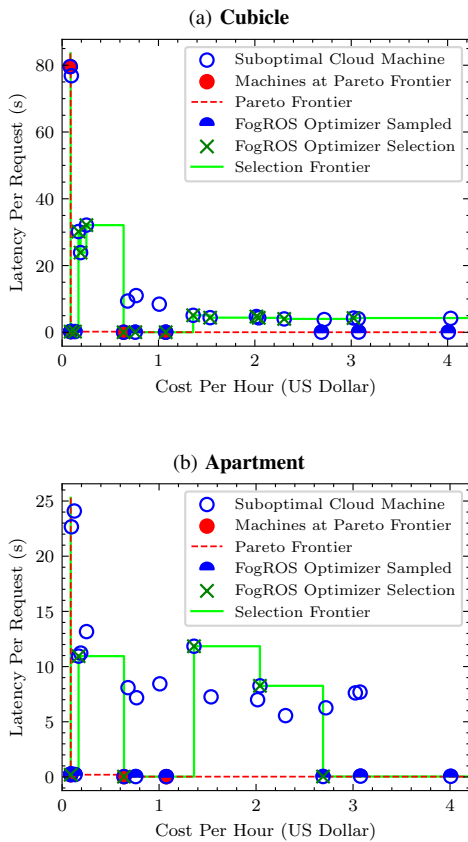 (a) Cubicle
80
60
40
20
0
Latency Per Request (s)
Suboptimal Cloud Machine
Machines at Pareto Frontier
Pareto Frontier
FogROS Optimizer Sampled
FogROS Optimizer Selection
Selection Frontier
0 1 2 3 4
Cost Per Hour (US Dollar)
(b) Apartment
25
20
15
10
5
0
Latency Per Request (s)
Suboptimal Cloud Machine
Machines at Pareto Frontier
Pareto Frontier
FogROS Optimizer Sampled
FogROS Optimizer Selection
Selection Frontier
0 1 2 3 4
Cost Per Hour (US Dollar)